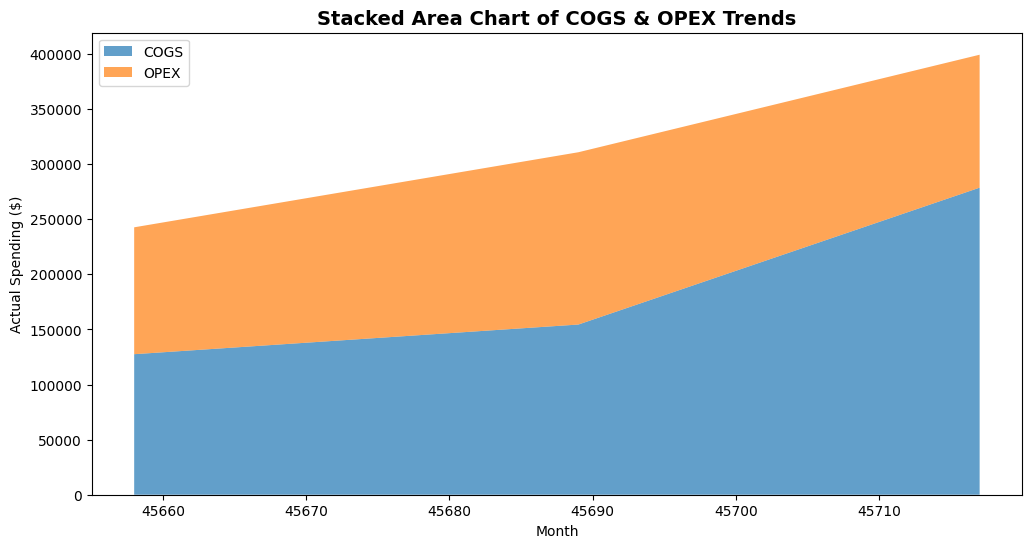 Stacked Area Chart of COGS & OPEX Trends
COGS
OPEX
Actual Spending ($)
400000
350000
300000
250000
200000
150000
100000
50000
0
45660 45670 45680 45690 45700 45710
Month